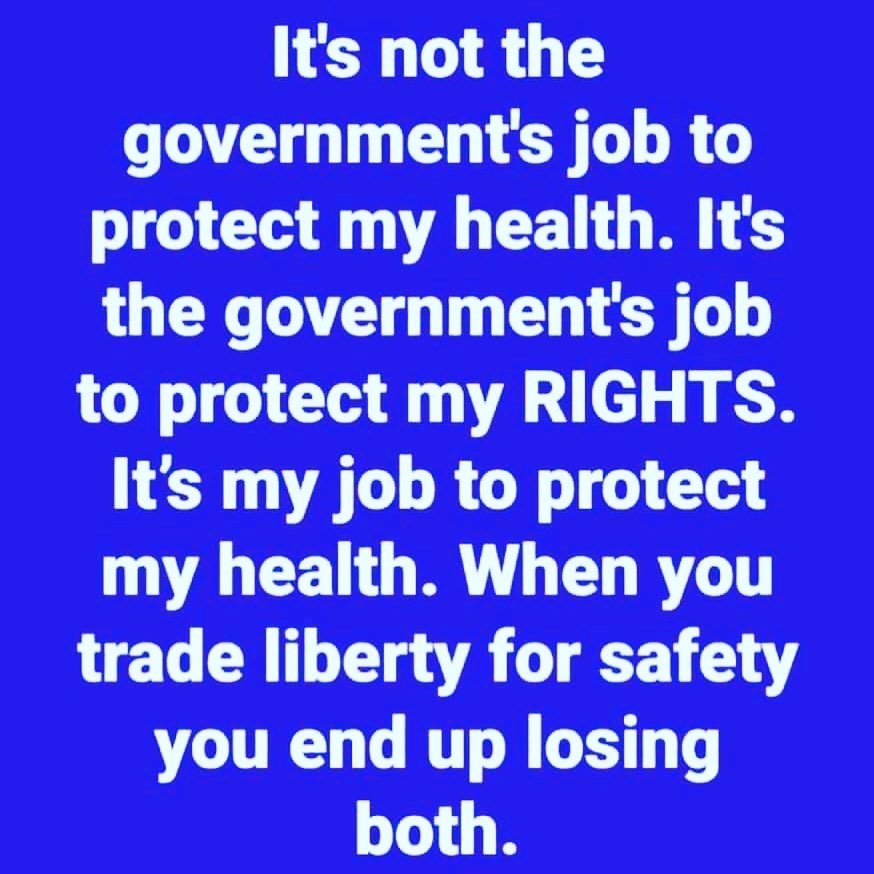 It's not the
government's job to
protect my health. It's
the government's job
to protect my RIGHTS.
It’s my job to protect
my health. When you
trade liberty for safety
you end up losing
both.